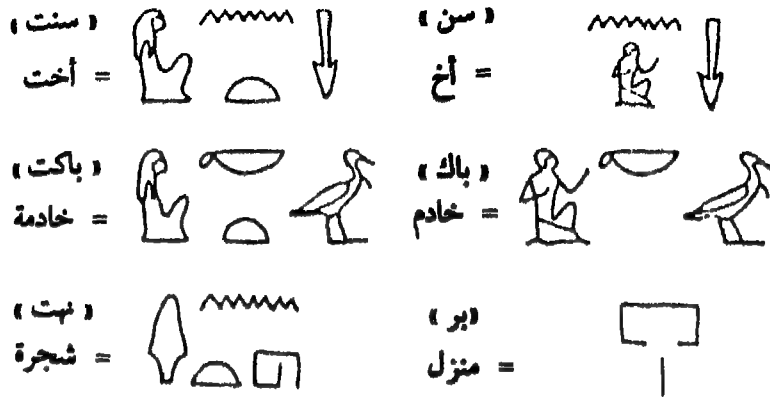 « سن »
= أخ
« سنت »
= أخت
« باك »
= خادم
« باكت »
= خادمة
« بر »
= منزل
« نهت »
= شجرة